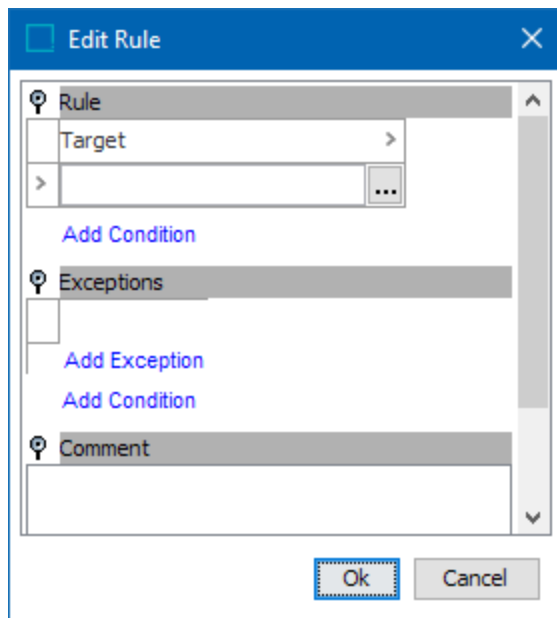 Edit Rule
Rule
Target >
>
...
Add Condition
Exceptions
Add Exception
Add Condition
Comment
Ok Cancel